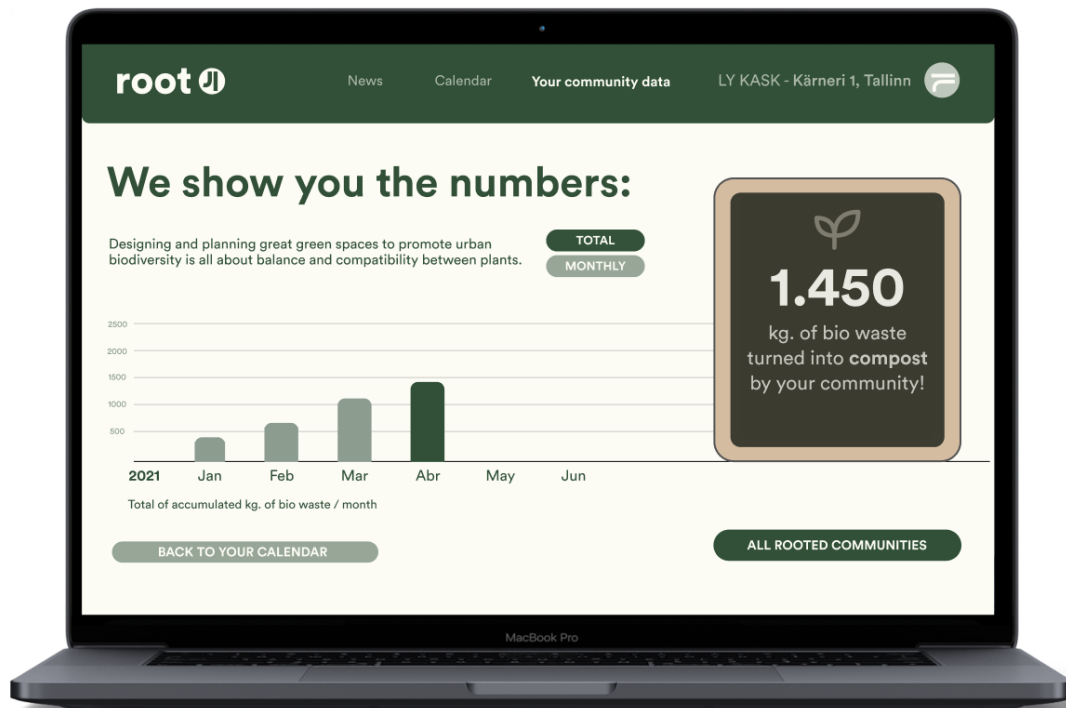 root
News
Calendar
Your community data
LY KASK - Kärneri 1, Tallinn
We show you the numbers:
Designing and planning great green spaces to promote urban
biodiversity is all about balance and compatibility between plants.
TOTAL
MONTHLY
1.450
kg. of bio waste
turned into compost
by your community!
2500
2000
1500
1000
500
2021 Jan Feb Mar Abr May Jun
Total of accumulated kg. of bio waste / month
BACK TO YOUR CALENDAR
ALL ROOTED COMMUNITIES
MacBook Pro